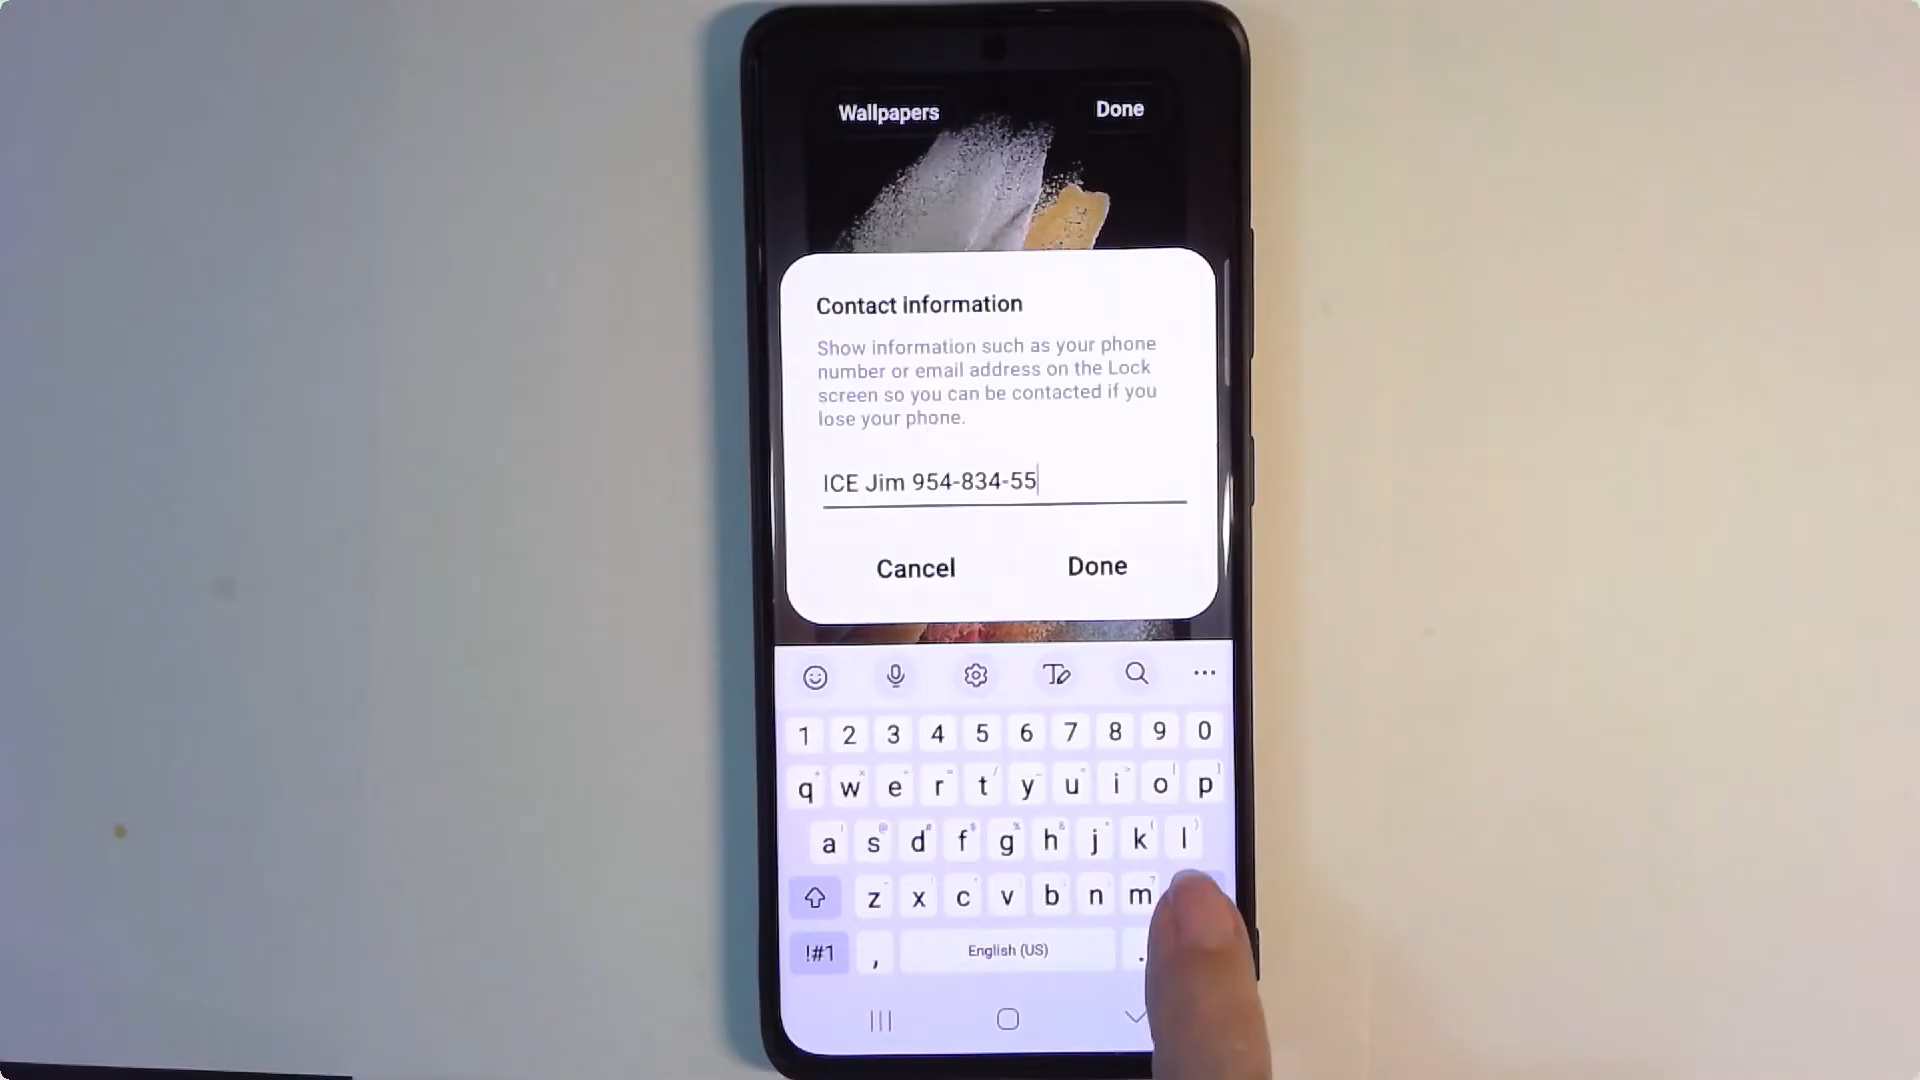 Wallpapers
Done
Contact information
Show information such as your phone
number or email address on the Lock
screen so you can be contacted if you
lose your phone.
ICE Jim 954-834-55
Cancel
Done
1 2 3 4 5 6 7 8 9 0
q w e r t y u i o p
a s d f g h j k l
z x c v b n m
!#1 , English (US) .